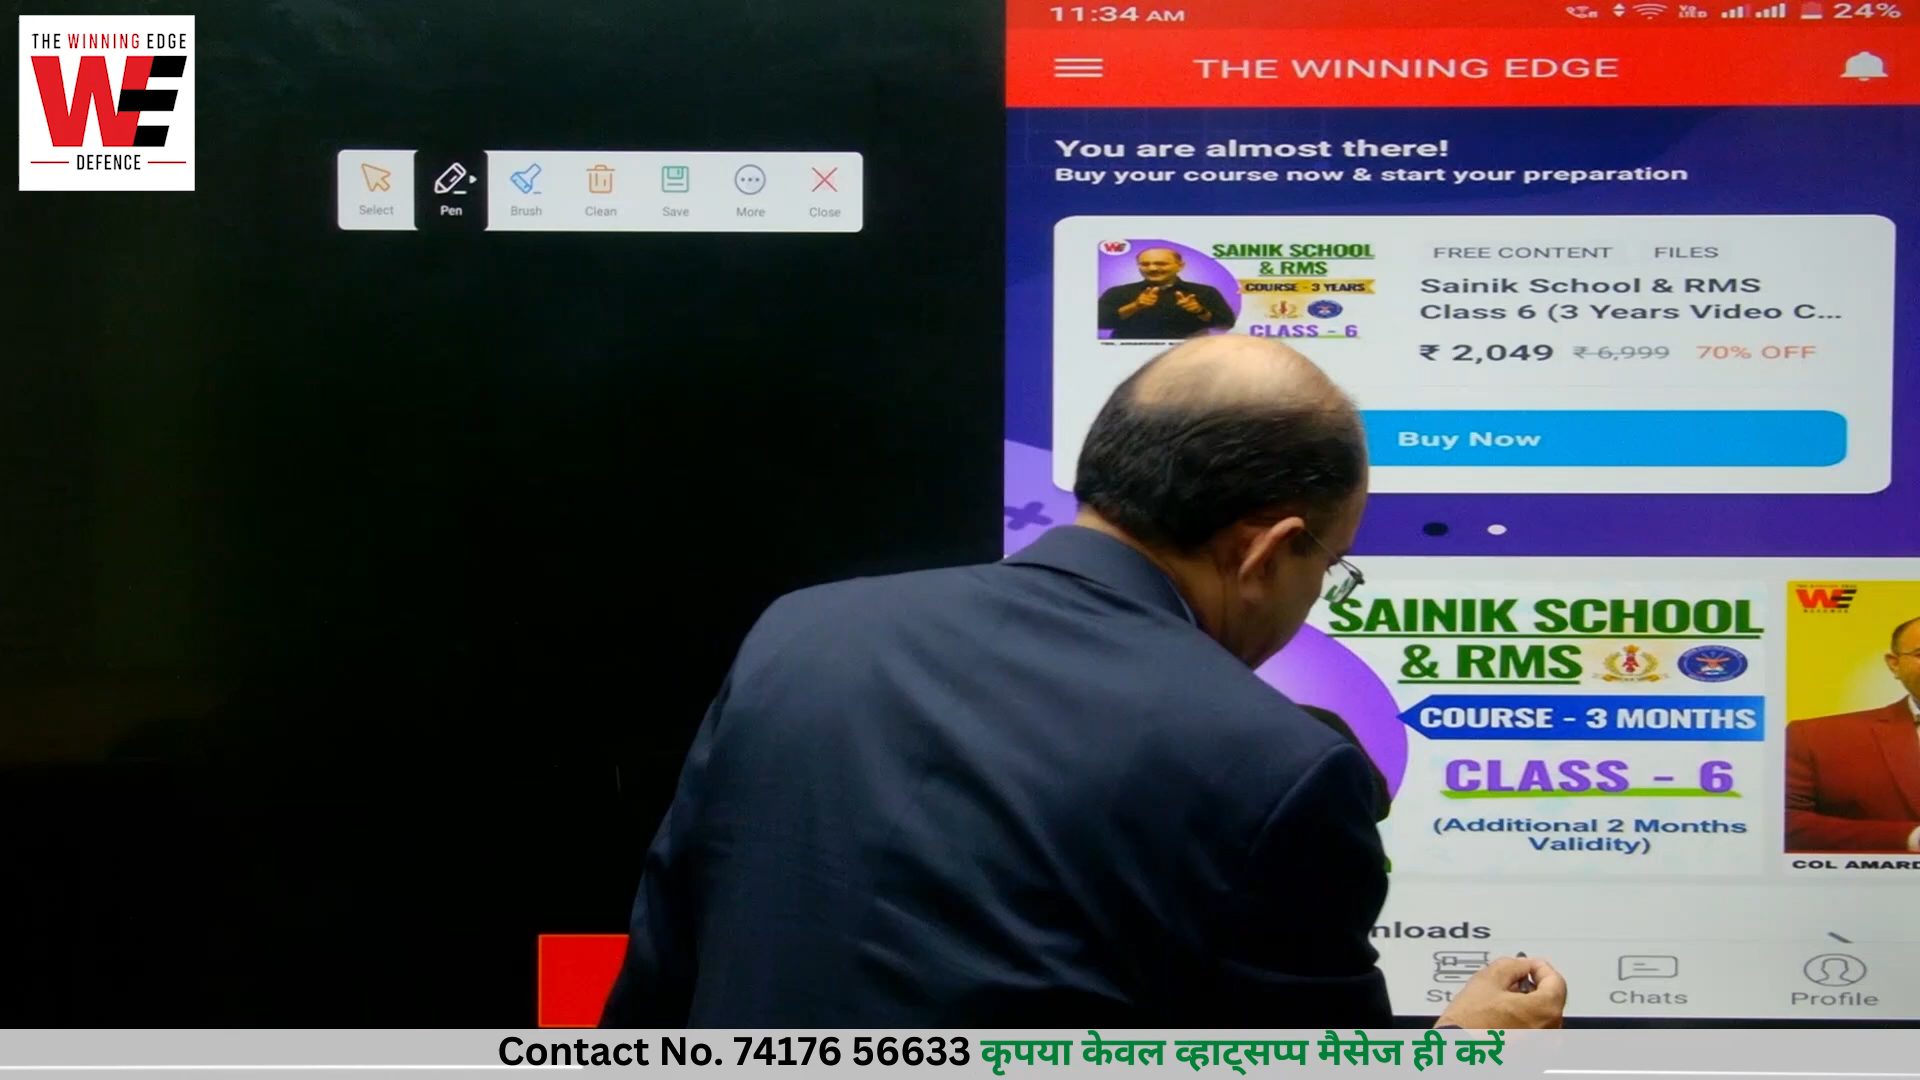 THE WINNING EDGE
WE
DEFENCE
Select Pen Brush Clean Save More Close
11:34 AM
24%
THE WINNING EDGE
You are almost there!
Buy your course now & start your preparation
WE
SAINIK SCHOOL
& RMS
COURSE - 3 YEARS
CLASS - 6
FREE CONTENT FILES
Sainik School & RMS
Class 6 (3 Years Video C...
₹ 2,049 ₹ 6,999 70% OFF
Buy Now
SAINIK SCHOOL
& RMS
COURSE - 3 MONTHS
CLASS - 6
(Additional 2 Months
Validity)
WE
COL AMARD
nloads
St
Chats
Profile
Contact No. 74176 56633 कृपया केवल व्हाट्सप्प मैसेज ही करें